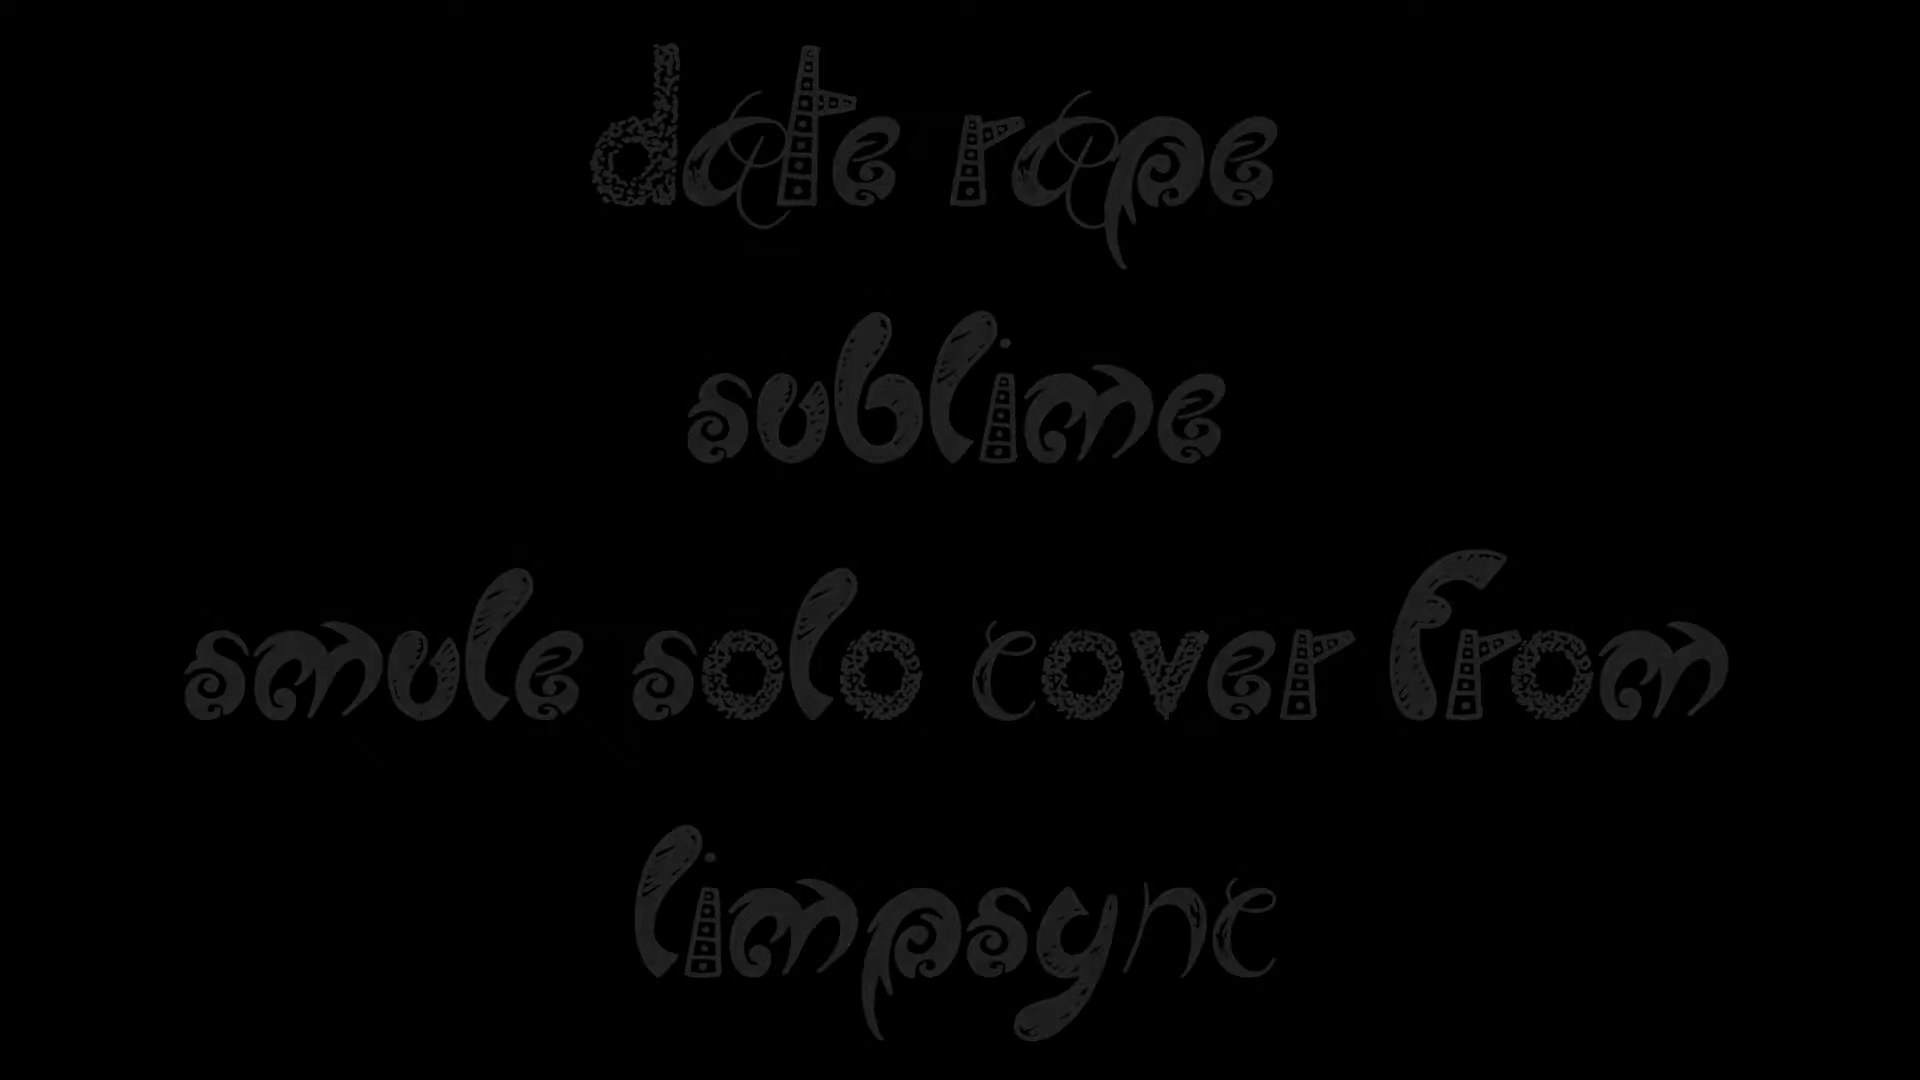 date rape
sublime
smule solo cover from
limpsync